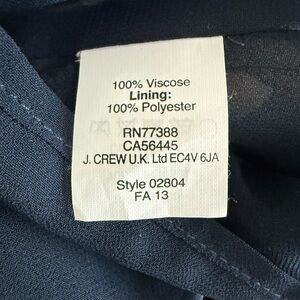 100% Viscose
Lining:
100% Polyester
RN77388
CA56445
J. CREW U.K. Ltd EC4V 6JA
Style 02804
FA 13